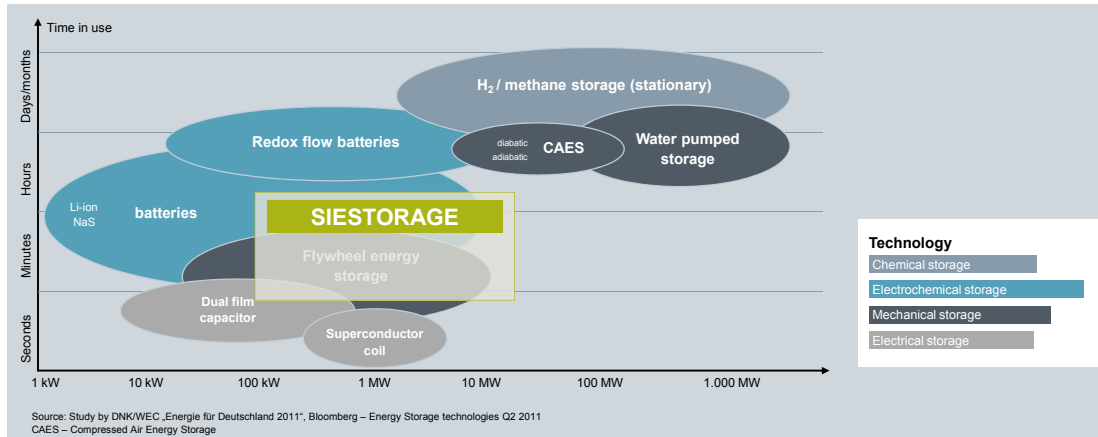 Time in use
Days/months
Hours
Minutes
Seconds
H2 / methane storage (stationary)
Redox flow batteries
diabatic
adiabatic
CAES
Water pumped
storage
Li-ion
NaS
batteries
SIESTORAGE
Flywheel energy
storage
Dual film
capacitor
Superconductor
coil
1 kW
10 kW
100 kW
1 MW
10 MW
100 MW
1.000 MW
Technology
Chemical storage
Electrochemical storage
Mechanical storage
Electrical storage
Source: Study by DNK/WEC „Energie für Deutschland 2011“, Bloomberg – Energy Storage technologies Q2 2011
CAES – Compressed Air Energy Storage